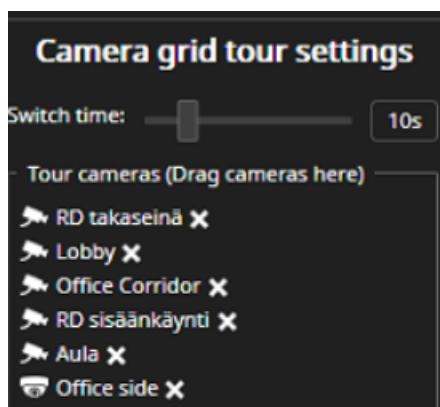 Camera grid tour settings
Switch time: 10s
Tour cameras (Drag cameras here)
RD takaseinä
Lobby
Office Corridor
RD sisäänkäynti
Aula
Office side